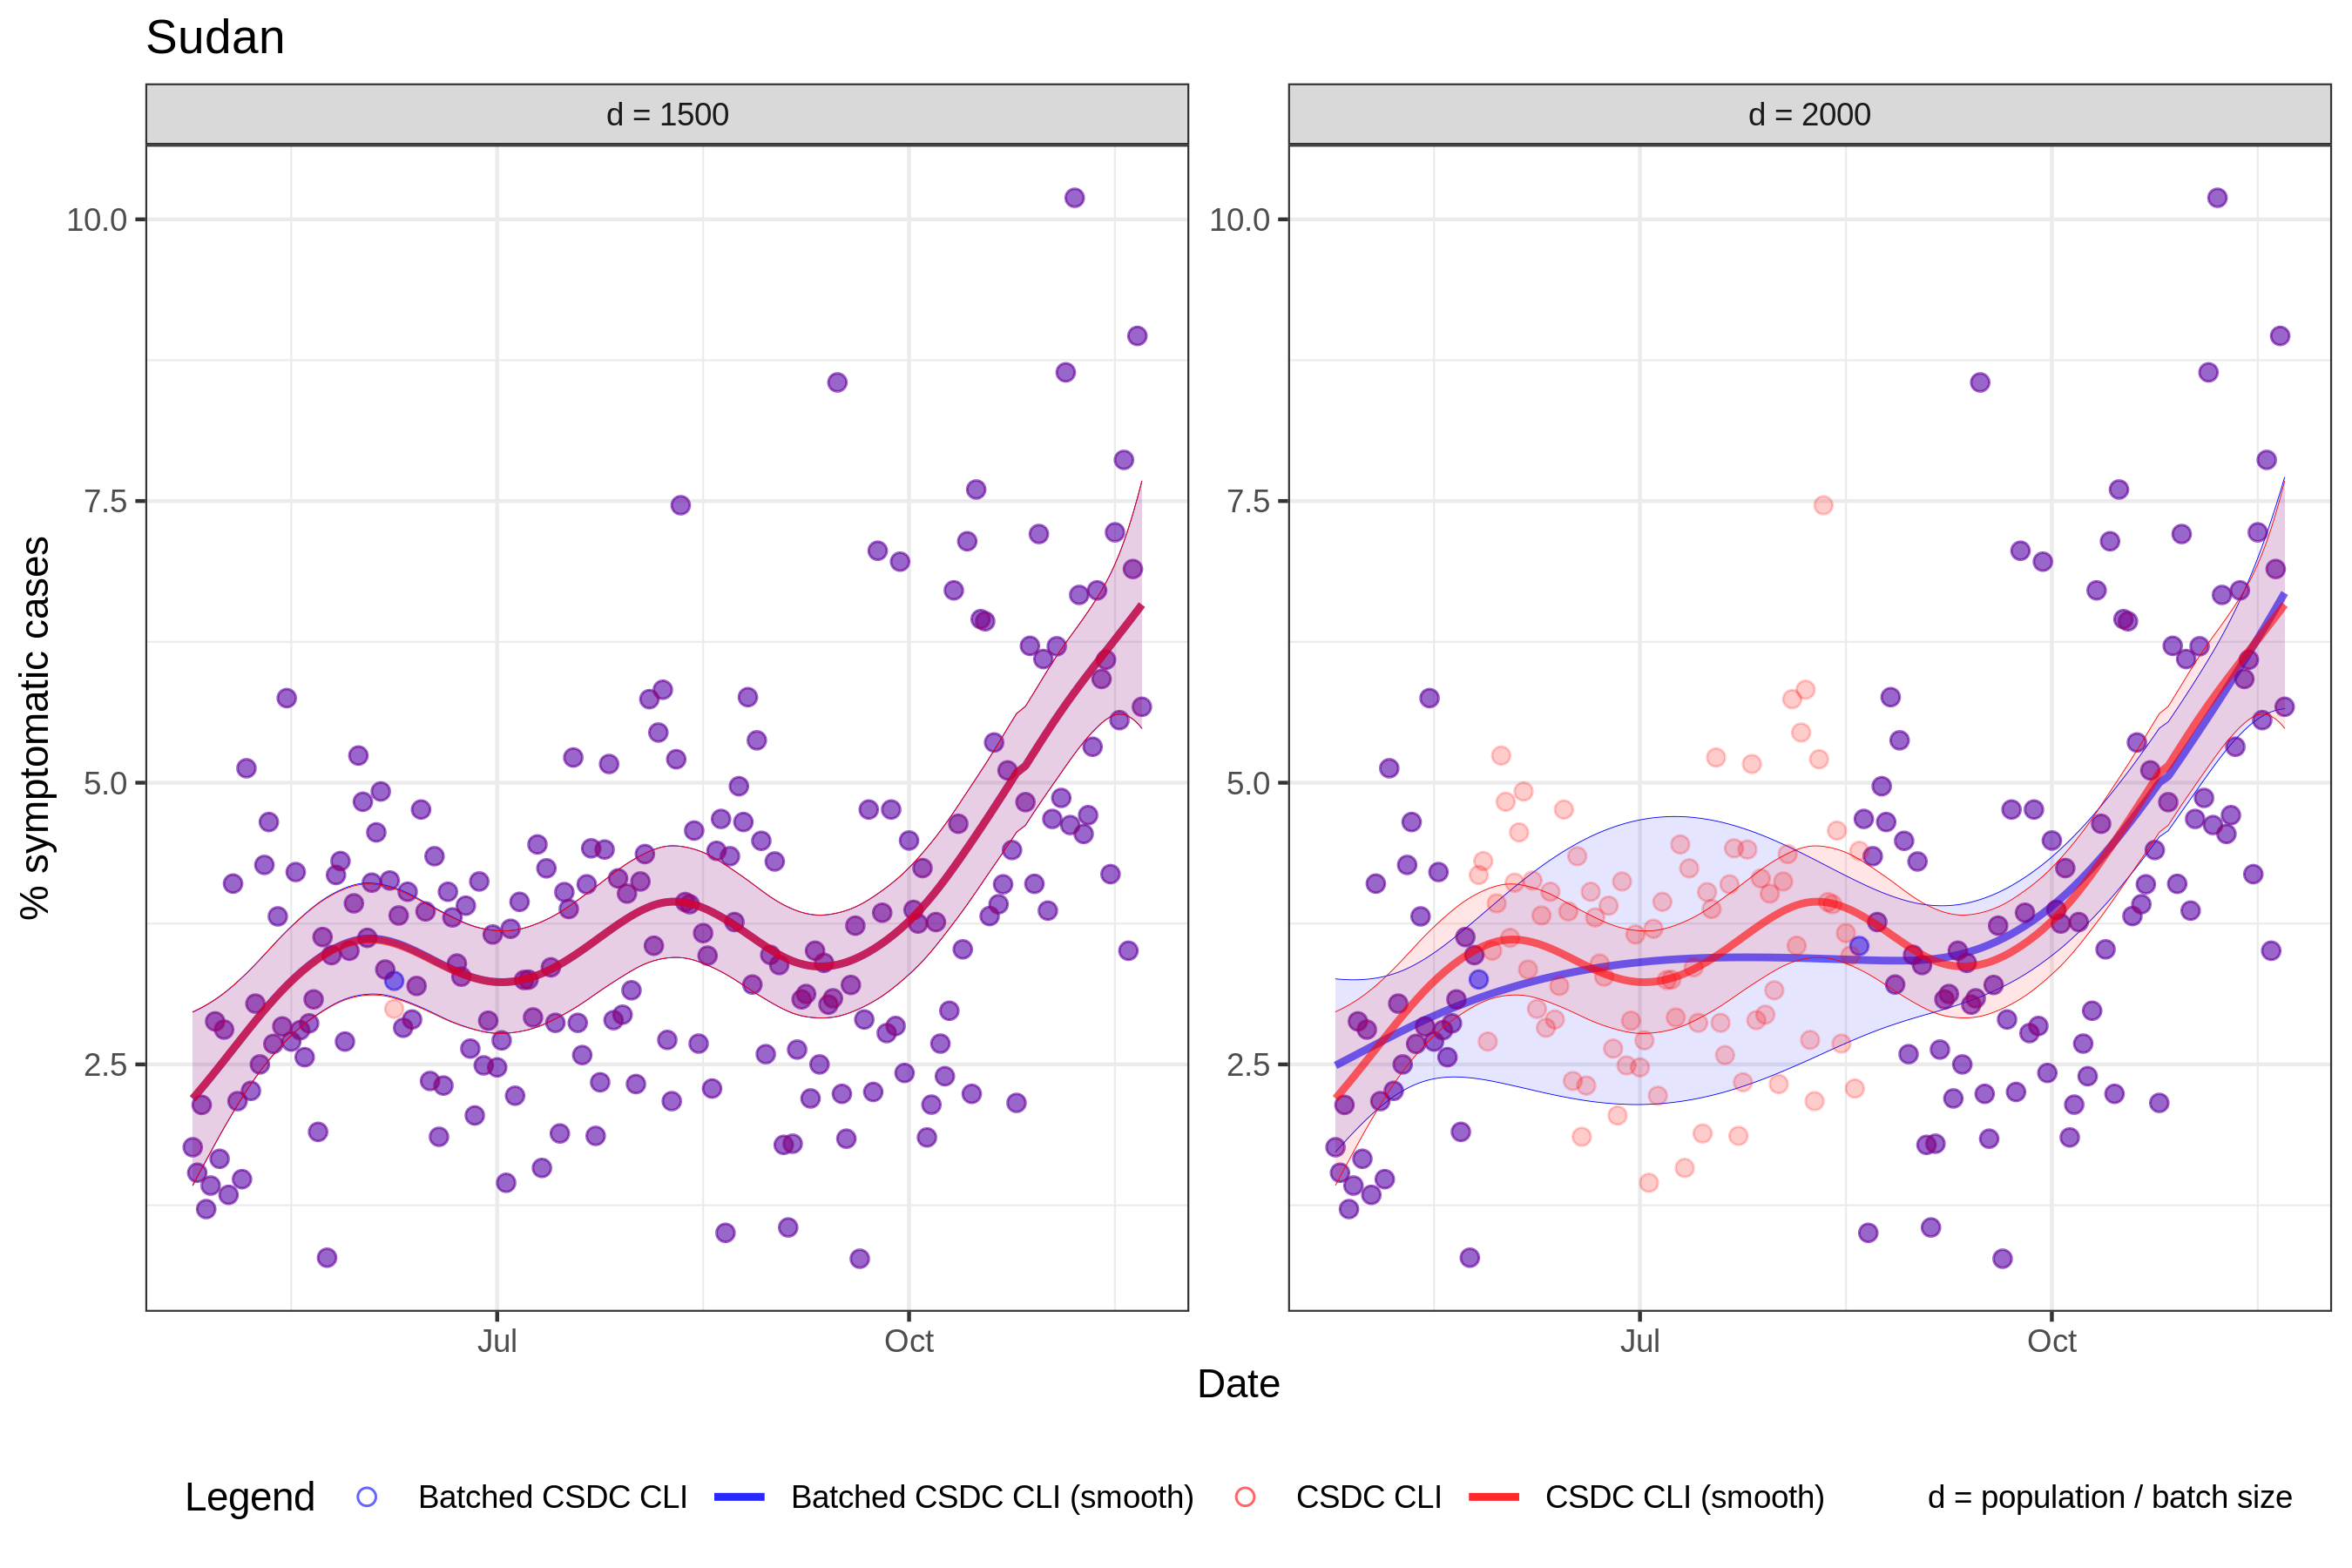 Sudan
d = 1500
d = 2000
% symptomatic cases
10.0
7.5
5.0
2.5
10.0
7.5
5.0
2.5
Jul
Oct
Jul
Oct
Date
Legend
Batched CSDC CLI
Batched CSDC CLI (smooth)
CSDC CLI
CSDC CLI (smooth)
d = population / batch size